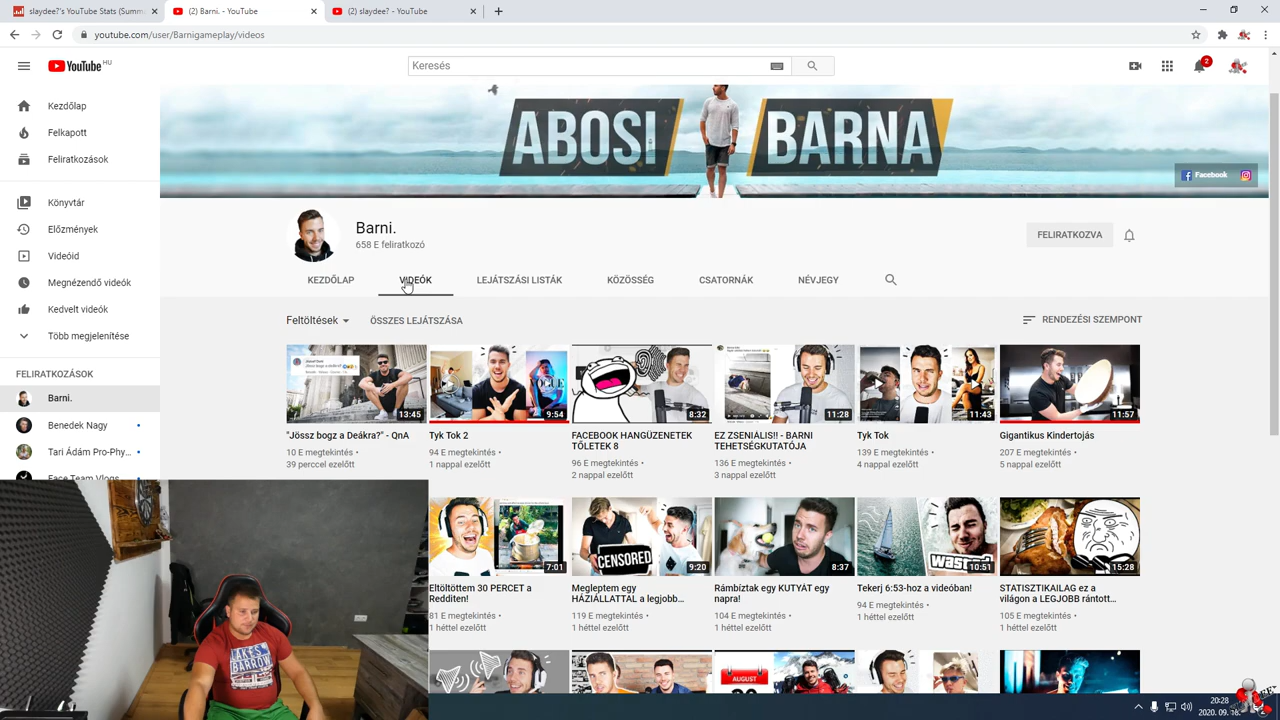 slaydee?'s YouTube Stats (Summ
(2) Barni. - YouTube
(2) slaydee? - YouTube
youtube.com/user/Barnigameplay/videos
YouTube HU
Keresés
2
Kezdőlap
Felkapott
Feliratkozások
Könyvtár
Előzmények
Videóid
Megnézendő videók
Kedvelt videók
Több megjelenítése
FELIRATKOZÁSOK
Barni.
Benedek Nagy
Tari Ádám Pro-Phy...
Face Team Vlogs
ABOSI BARNA
Facebook
Barni.
658 E feliratkozó
FELIRATKOZVA
KEZDŐLAP
VIDEÓK
LEJÁTSZÁSI LISTÁK
KÖZÖSSÉG
CSATORNÁK
NÉVJEGY
Feltöltések
ÖSSZES LEJÁTSZÁSA
RENDEZÉSI SZEMPONT
13:45
"Jössz bogz a Deákra?" - QnA
10 E megtekintés •
39 perccel ezelőtt
VOGUE
9:54
Tyk Tok 2
94 E megtekintés •
1 nappal ezelőtt
8:32
FACEBOOK HANGÜZENETEK
TŐLETEK 8
96 E megtekintés •
2 nappal ezelőtt
11:28
EZ ZSENIÁLIS!! - BARNI
TEHETSÉGKUTATÓJA
136 E megtekintés •
3 nappal ezelőtt
11:43
Tyk Tok
139 E megtekintés •
4 nappal ezelőtt
11:57
Gigantikus Kindertojás
207 E megtekintés •
5 nappal ezelőtt
7:01
Eltöltöttem 30 PERCET a
Redditen!
81 E megtekintés •
1 héttel ezelőtt
CENSORED
9:20
Megleptem egy
HÁZIÁLLATTAL a legjobb...
119 E megtekintés •
1 héttel ezelőtt
8:37
Rámbíztak egy KUTYÁT egy
napra!
104 E megtekintés •
1 héttel ezelőtt
wasted
10:51
Tekerj 6:53-hoz a videóban!
94 E megtekintés •
1 héttel ezelőtt
15:28
STATISZTIKAILAG ez a
világon a LEGJOBB rántott...
105 E megtekintés •
1 héttel ezelőtt
AUGUST
LAKES
BARROW
20:28